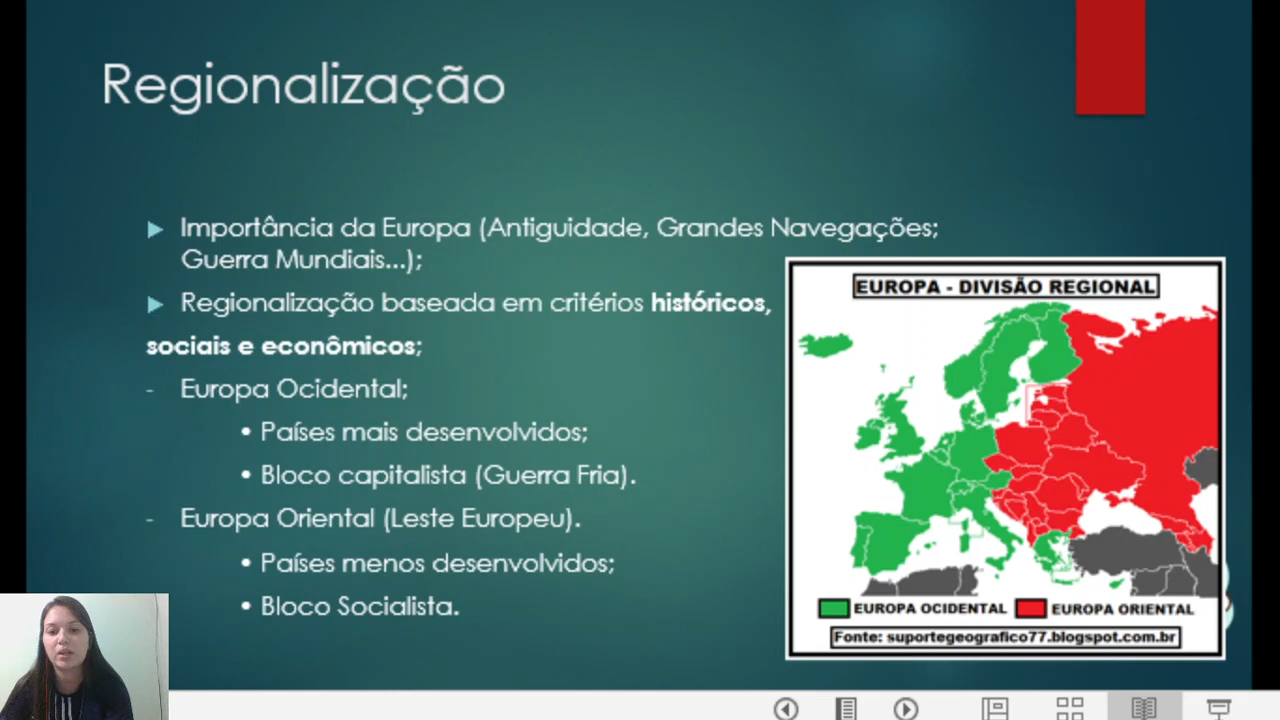 Regionalização
Importância da Europa (Antiguidade, Grandes Navegações;
Guerra Mundiais...);
Regionalização baseada em critérios históricos,
sociais e econômicos;
- Europa Ocidental;
• Países mais desenvolvidos;
• Bloco capitalista (Guerra Fria).
- Europa Oriental (Leste Europeu).
• Países menos desenvolvidos;
• Bloco Socialista.
EUROPA - DIVISÃO REGIONAL
EUROPA OCIDENTAL
EUROPA ORIENTAL
Fonte: suportegeografico77.blogspot.com.br